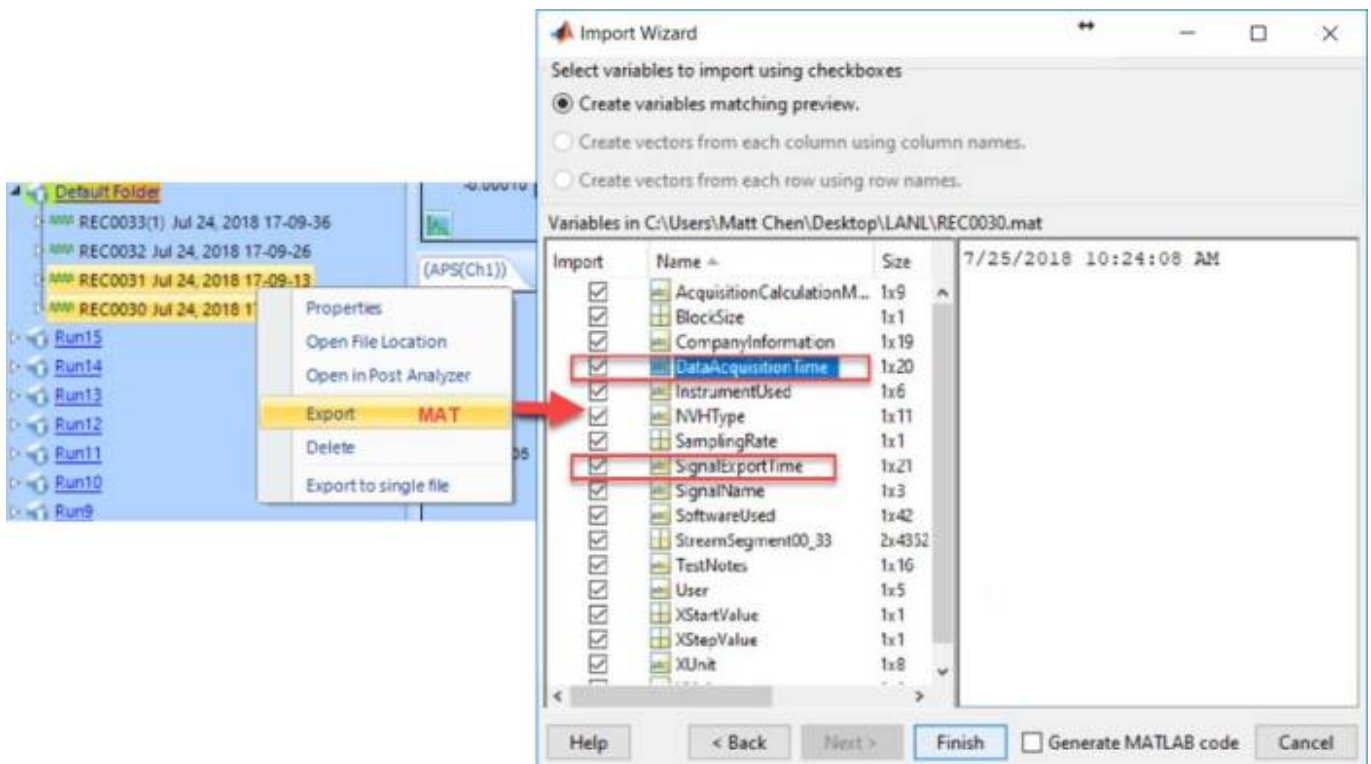 Default Folder
REC0033(1) Jul 24, 2018 17-09-36
REC0032 Jul 24, 2018 17-09-26
REC0031 Jul 24, 2018 17-09-13
REC0030 Jul 24, 2018
Run15
Run14
Run13
Run12
Run11
Run10
Run9
-0.00010
(APS(Ch1))
Properties
Open File Location
Open in Post Analyzer
Export MAT
Delete
Export to single file
Import Wizard
Select variables to import using checkboxes
Create variables matching preview.
Create vectors from each column using column names.
Create vectors from each row using row names.
Variables in C:\Users\Matt Chen\Desktop\LANL\REC0030.mat
Import Name Size
AcquisitionCalculationM... 1x9
BlockSize 1x1
CompanyInformation 1x19
DataAcquisitionTime 1x20
InstrumentUsed 1x6
NVHType 1x11
SamplingRate 1x1
SignalExportTime 1x21
SignalName 1x3
SoftwareUsed 1x42
StreamSegment00_33 2x4352
TestNotes 1x16
User 1x5
XStartValue 1x1
XStepValue 1x1
XUnit 1x8
7/25/2018 10:24:08 AM
Help < Back Next > Finish Generate MATLAB code Cancel